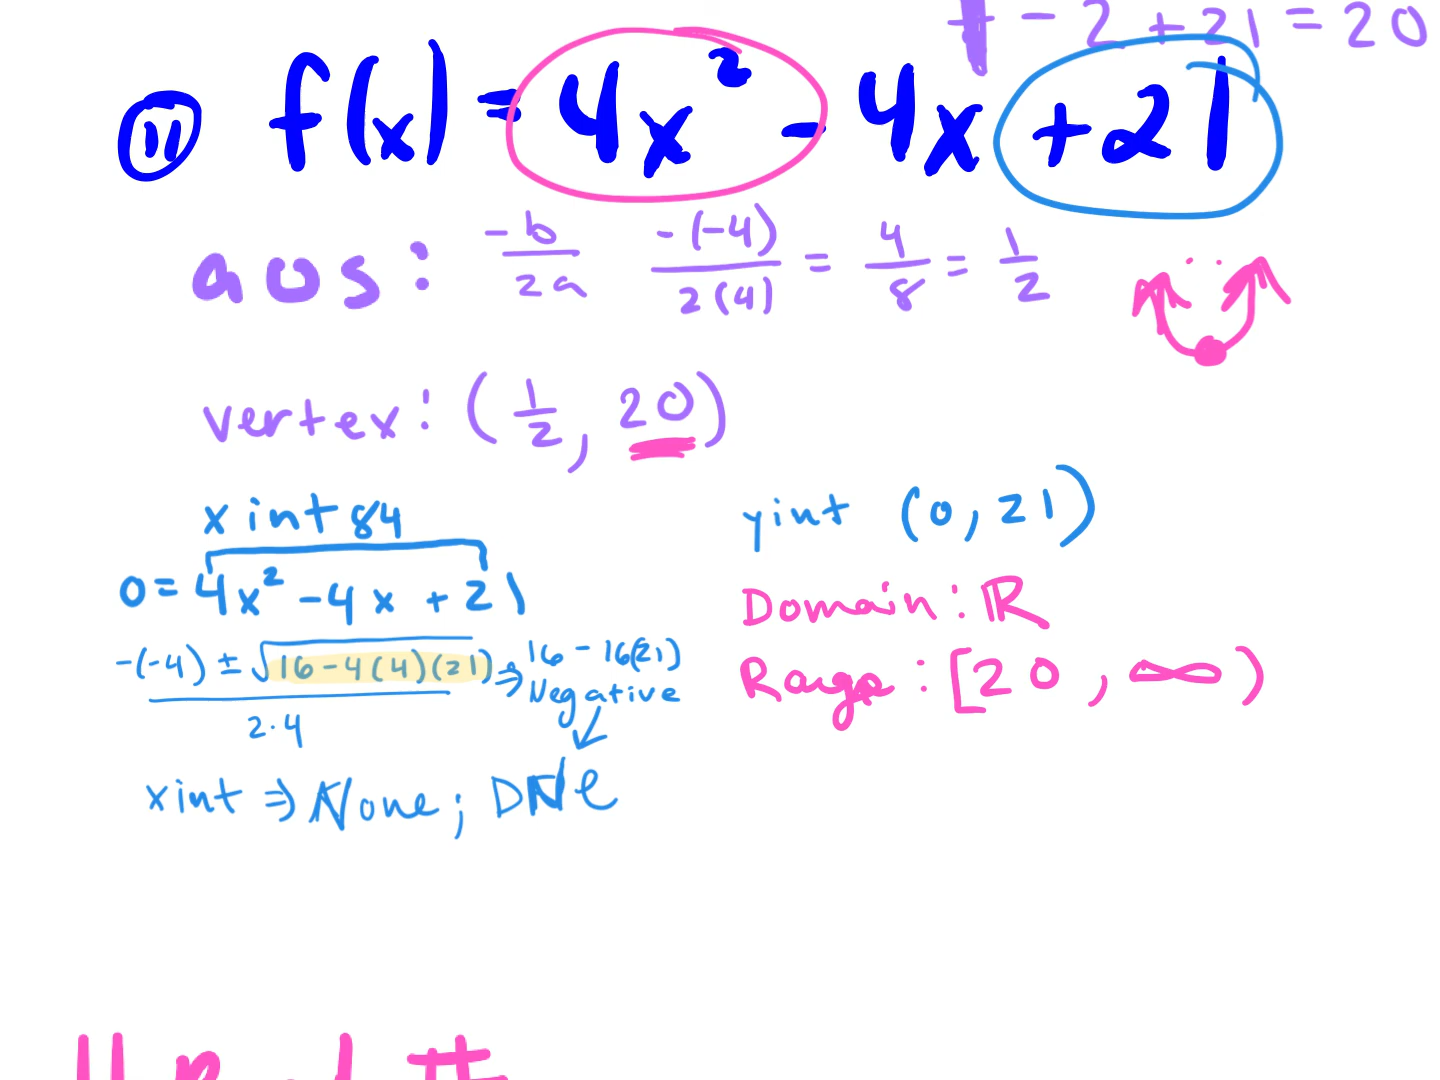 - 2 + 21 = 20
⑪ f(x) = 4x² - 4x + 21
aos: -b/2a -(-4)/2(4) = 4/8 = 1/2
vertex: (1/2, 20)
x int 84
0 = 4x² - 4x + 21
-(-4) ± √16-4(4)(21) ⇒ 16 - 16(21)
2·4
Negative
xint ⇒ None; DNE
yint (0, 21)
Domain: ℝ
Range: [20, ∞)